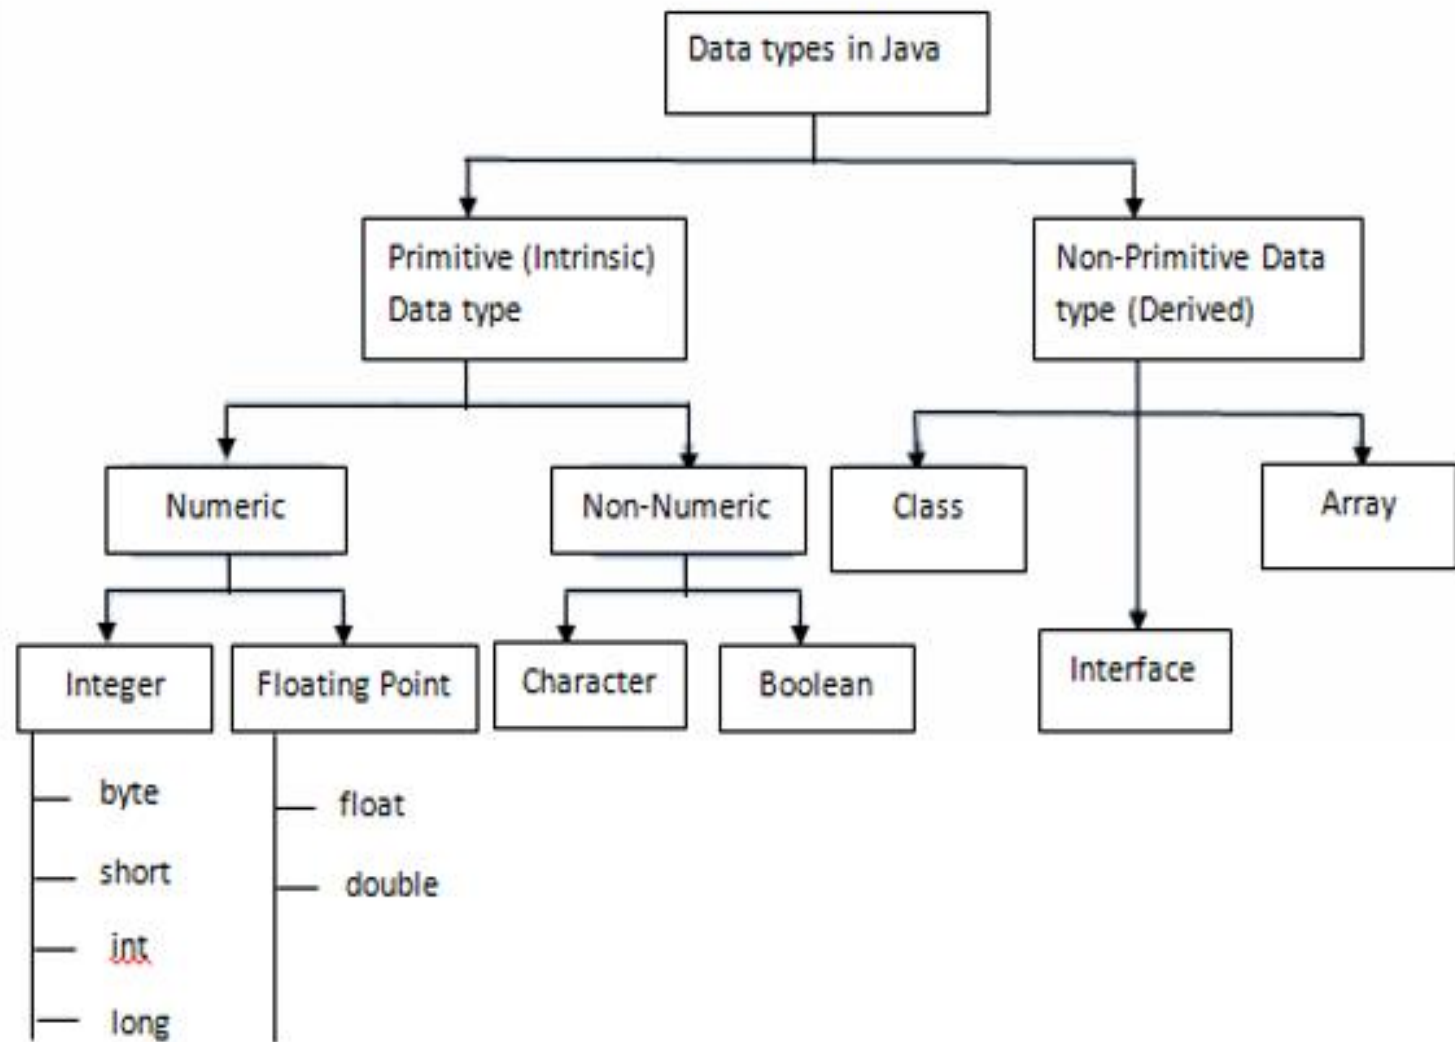 Data types in Java
Primitive (Intrinsic)
Data type
Non-Primitive Data
type (Derived)
Numeric
Non-Numeric
Class
Array
Integer
Floating Point
Character
Boolean
Interface
byte
short
int
long
float
double